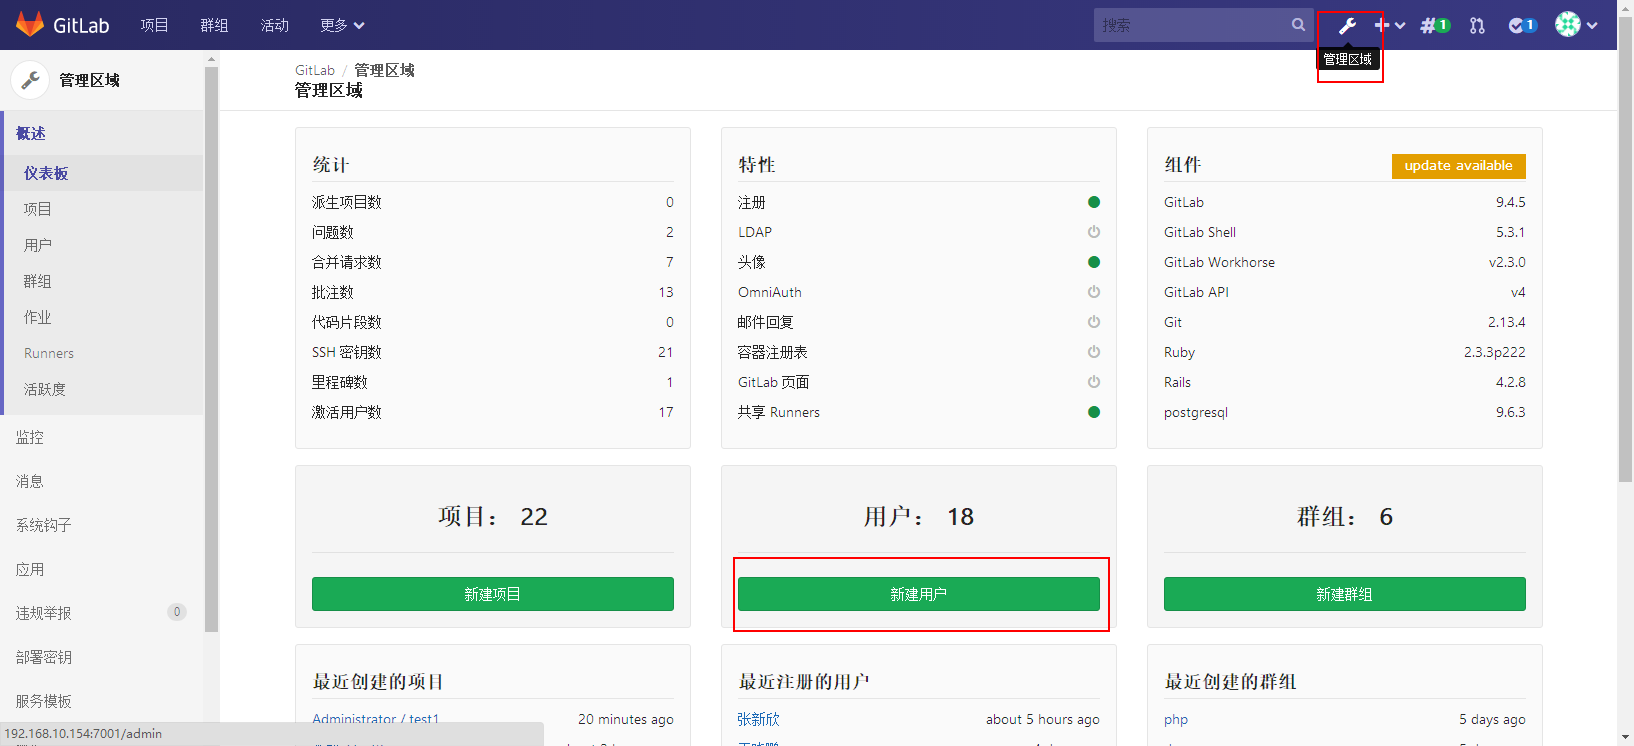 GitLab 项目 群组 活动 更多 搜索 1 1
管理区域
管理区域
GitLab / 管理区域
管理区域
概述
仪表板
项目
用户
群组
作业
Runners
活跃度
监控
消息
系统钩子
应用
违规举报 0
部署密钥
服务模板
统计
派生项目数 0
问题数 2
合并请求数 7
批注数 13
代码片段数 0
SSH 密钥数 21
里程碑数 1
激活用户数 17
特性
注册
LDAP
头像
OmniAuth
邮件回复
容器注册表
GitLab 页面
共享 Runners
组件 update available
GitLab 9.4.5
GitLab Shell 5.3.1
GitLab Workhorse v2.3.0
GitLab API v4
Git 2.13.4
Ruby 2.3.3p222
Rails 4.2.8
postgresql 9.6.3
项目： 22
新建项目
用户： 18
新建用户
群组： 6
新建群组
最近创建的项目
Administrator / test1 20 minutes ago
最近注册的用户
张新欣 about 5 hours ago
最近创建的群组
php 5 days ago
192.168.10.154:7001/admin